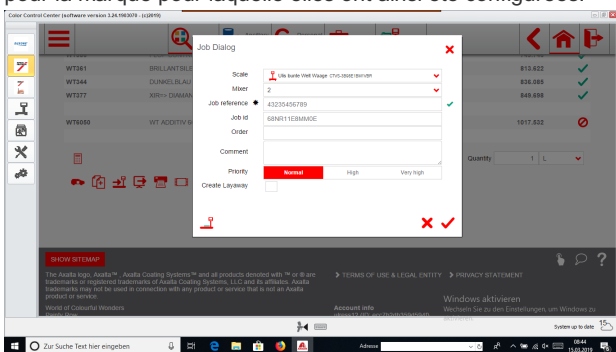 pour la marque pour laquelle elles ont ainsi été configurées.
Color Control Center (software version 3.24.1903070 - (c)2019)
Job Dialog
WT361 BRILLANTSILE 813,622
WT344 DUNKELBLAU 836,085
WT377 XIR=> DIAMAN 849,698
WT6050 WT ADDITIV 6 1017,532
Scale Ullis bunte Welt Waage
Mixer 2
Job reference 43235456789
Job id 68NR11E8MM0E
Order
Comment
Quantity 1 L
Priority Normal High Very high
Create Layaway
SHOW SITEMAP
The Axalta logo, Axalta™, Axalta Coating Systems™ and all products denoted with ™ or ® are
trademarks or registered trademarks of Axalta Coating Systems, LLC and its affiliates. Axalta
trademarks may not be used in connection with any product or service that is not an Axalta
product or service.
TERMS OF USE & LEGAL ENTITY PRIVACY STATEMENT
World of Colourful Wonders
Account info
Windows aktivieren
Wechseln Sie zu den Einstellungen, um Windows zu
aktivieren.
System up to date
Zur Suche Text hier eingeben
Adresse
08:44
15.03.2019